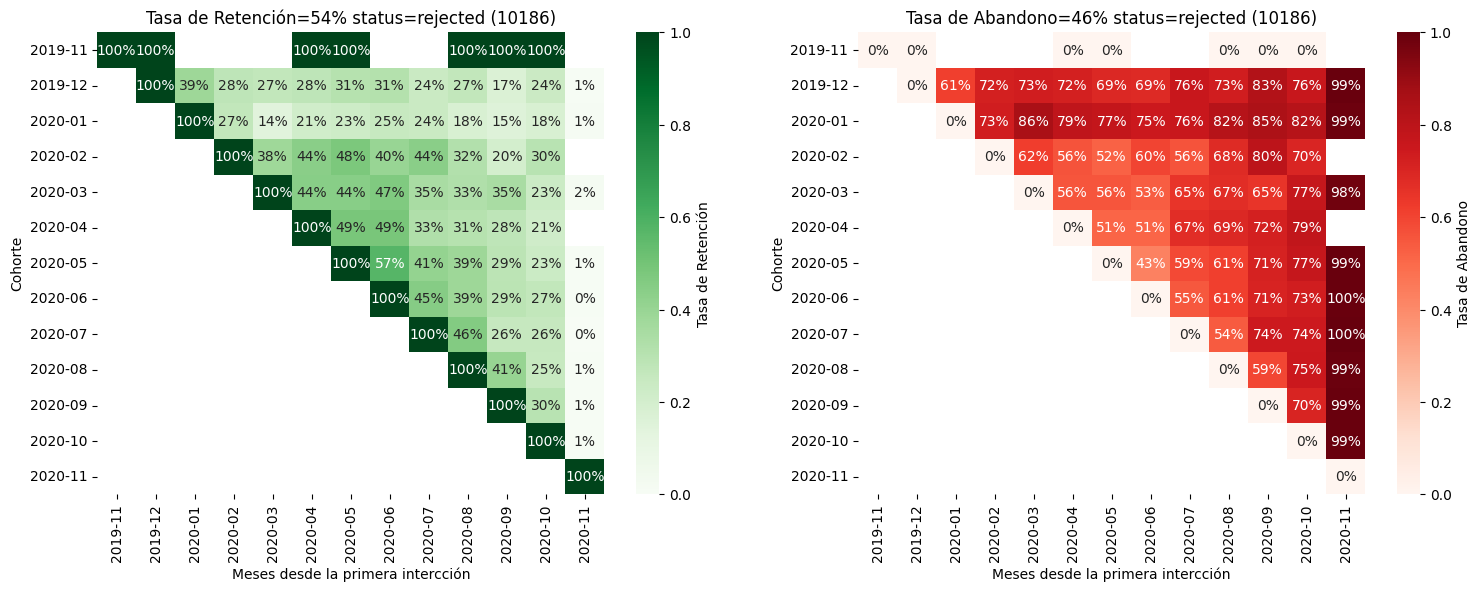 Tasa de Retención=54% status=rejected (10186)
2019-11 100% 100% 100% 100% 100% 100% 100%
2019-12 100% 39% 28% 27% 28% 31% 31% 24% 27% 17% 24% 1%
2020-01 100% 27% 14% 21% 23% 25% 24% 18% 15% 18% 1%
2020-02 100% 38% 44% 48% 40% 44% 32% 20% 30%
2020-03 100% 44% 44% 47% 35% 33% 35% 23% 2%
2020-04 100% 49% 49% 33% 31% 28% 21%
2020-05 100% 57% 41% 39% 29% 23% 1%
2020-06 100% 45% 39% 29% 27% 0%
2020-07 100% 46% 26% 26% 0%
2020-08 100% 41% 25% 1%
2020-09 100% 30% 1%
2020-10 100% 1%
2020-11 100%
Cohorte
2019-11 2019-12 2020-01 2020-02 2020-03 2020-04 2020-05 2020-06 2020-07 2020-08 2020-09 2020-10 2020-11
Meses desde la primera intercción
1.0
0.8
0.6
0.4
0.2
0.0
Tasa de Retención
Tasa de Abandono=46% status=rejected (10186)
2019-11 0% 0% 0% 0% 0% 0% 0%
2019-12 0% 61% 72% 73% 72% 69% 69% 76% 73% 83% 76% 99%
2020-01 0% 73% 86% 79% 77% 75% 76% 82% 85% 82% 99%
2020-02 0% 62% 56% 52% 60% 56% 68% 80% 70%
2020-03 0% 56% 56% 53% 65% 67% 65% 77% 98%
2020-04 0% 51% 51% 67% 69% 72% 79%
2020-05 0% 43% 59% 61% 71% 77% 99%
2020-06 0% 55% 61% 71% 73% 100%
2020-07 0% 54% 74% 74% 100%
2020-08 0% 59% 75% 99%
2020-09 0% 70% 99%
2020-10 0% 99%
2020-11 0%
Cohorte
2019-11 2019-12 2020-01 2020-02 2020-03 2020-04 2020-05 2020-06 2020-07 2020-08 2020-09 2020-10 2020-11
Meses desde la primera intercción
1.0
0.8
0.6
0.4
0.2
0.0
Tasa de Abandono